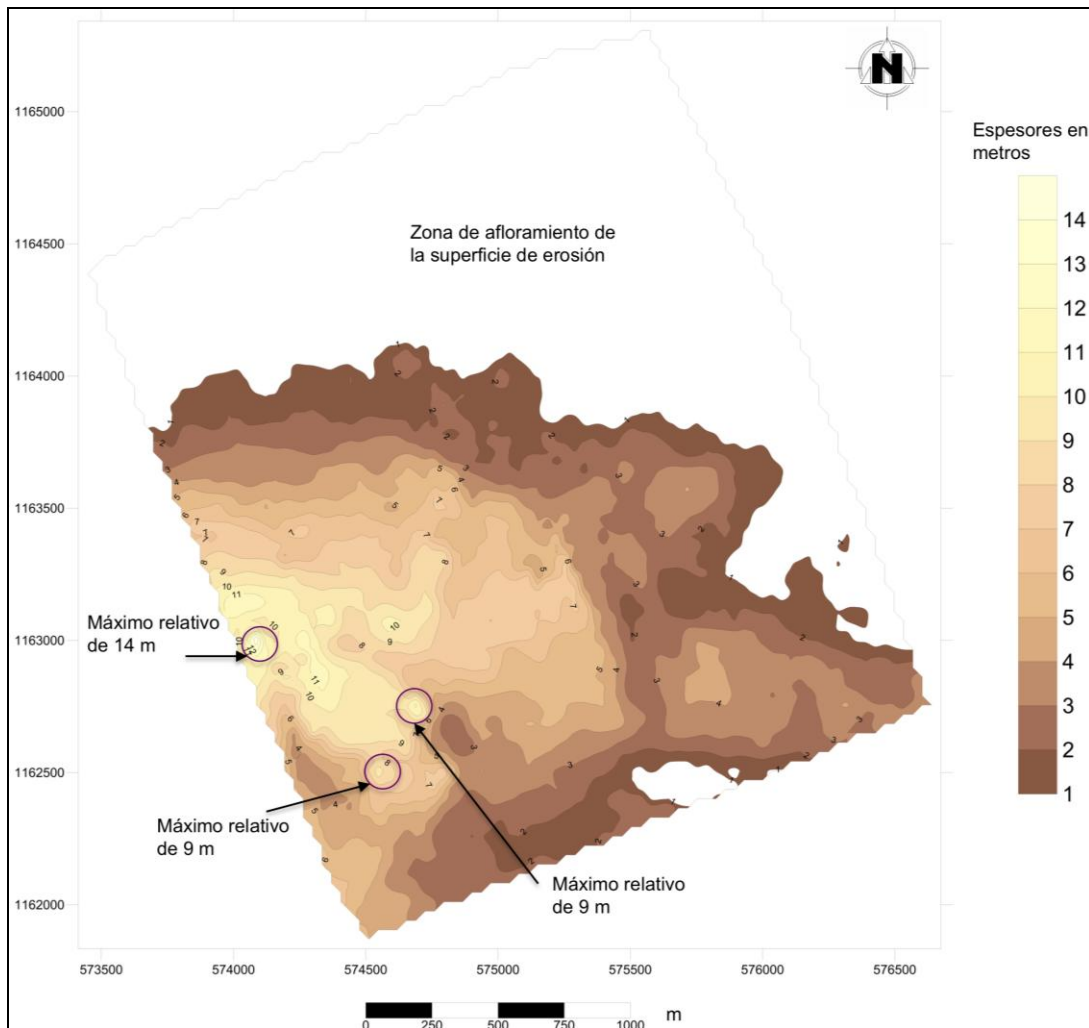 N
1165000
1164500
1164000
1163500
1163000
1162500
1162000
Espesores en
metros
14
13
12
11
10
9
8
7
6
5
4
3
2
1
Zona de afloramiento de
la superficie de erosión
Máximo relativo
de 14 m
Máximo relativo
de 9 m
Máximo relativo
de 9 m
573500 574000 574500 575000 575500 576000 576500
0 250 500 750 1000 m